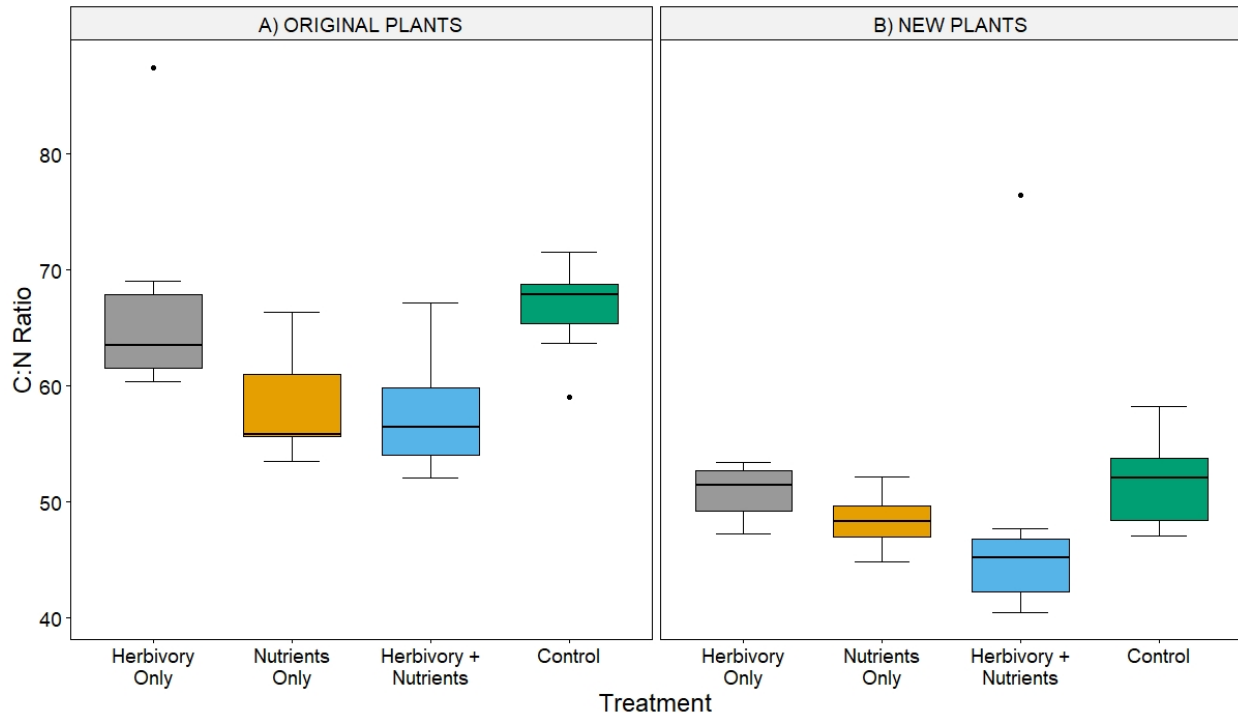 A) ORIGINAL PLANTS
B) NEW PLANTS
C:N Ratio
80
70
60
50
40
Herbivory
Only
Nutrients
Only
Herbivory +
Nutrients
Control
Herbivory
Only
Nutrients
Only
Herbivory +
Nutrients
Control
Treatment